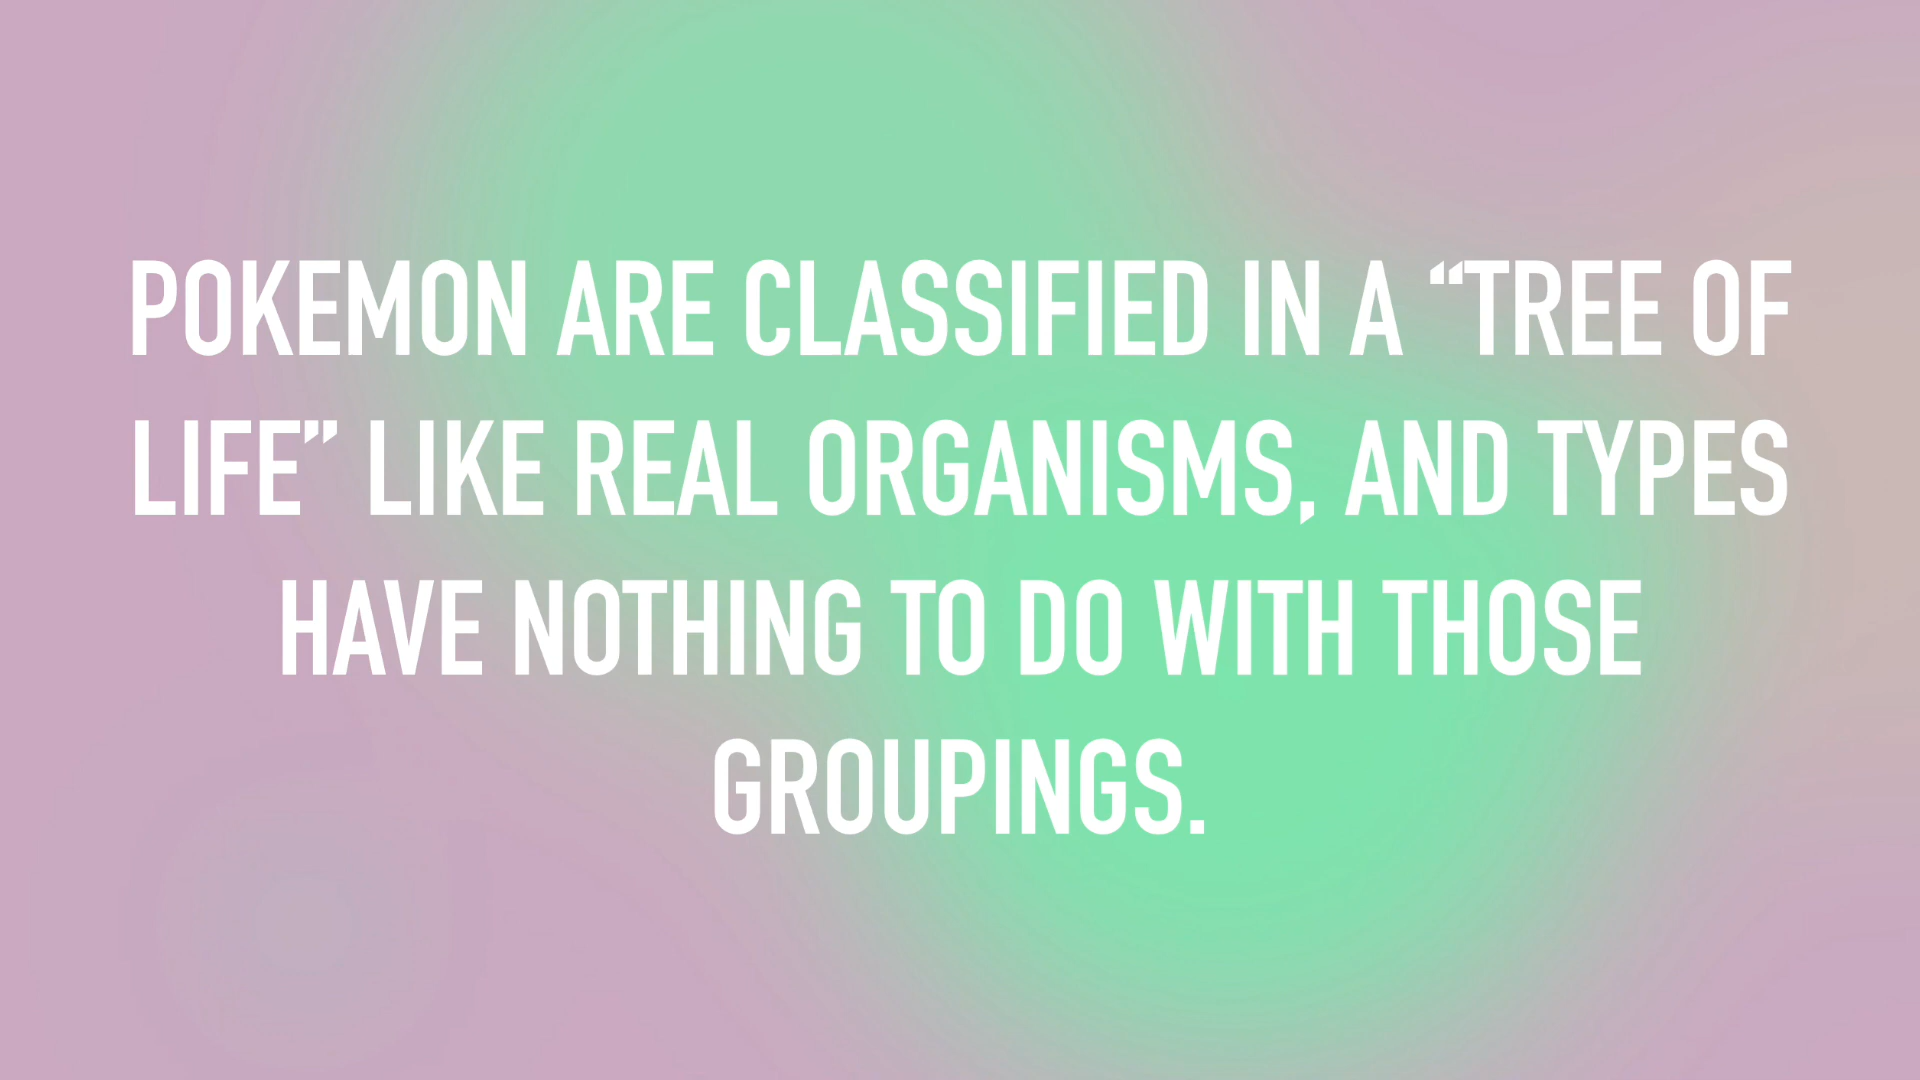 POKEMON ARE CLASSIFIED IN A “TREE OF
LIFE” LIKE REAL ORGANISMS, AND TYPES
HAVE NOTHING TO DO WITH THOSE
GROUPINGS.